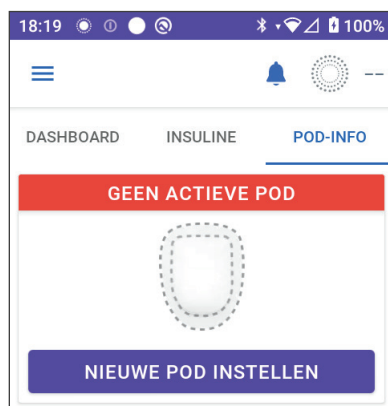 18:19 100%
--
DASHBOARD INSULINE POD-INFO
GEEN ACTIEVE POD
NIEUWE POD INSTELLEN